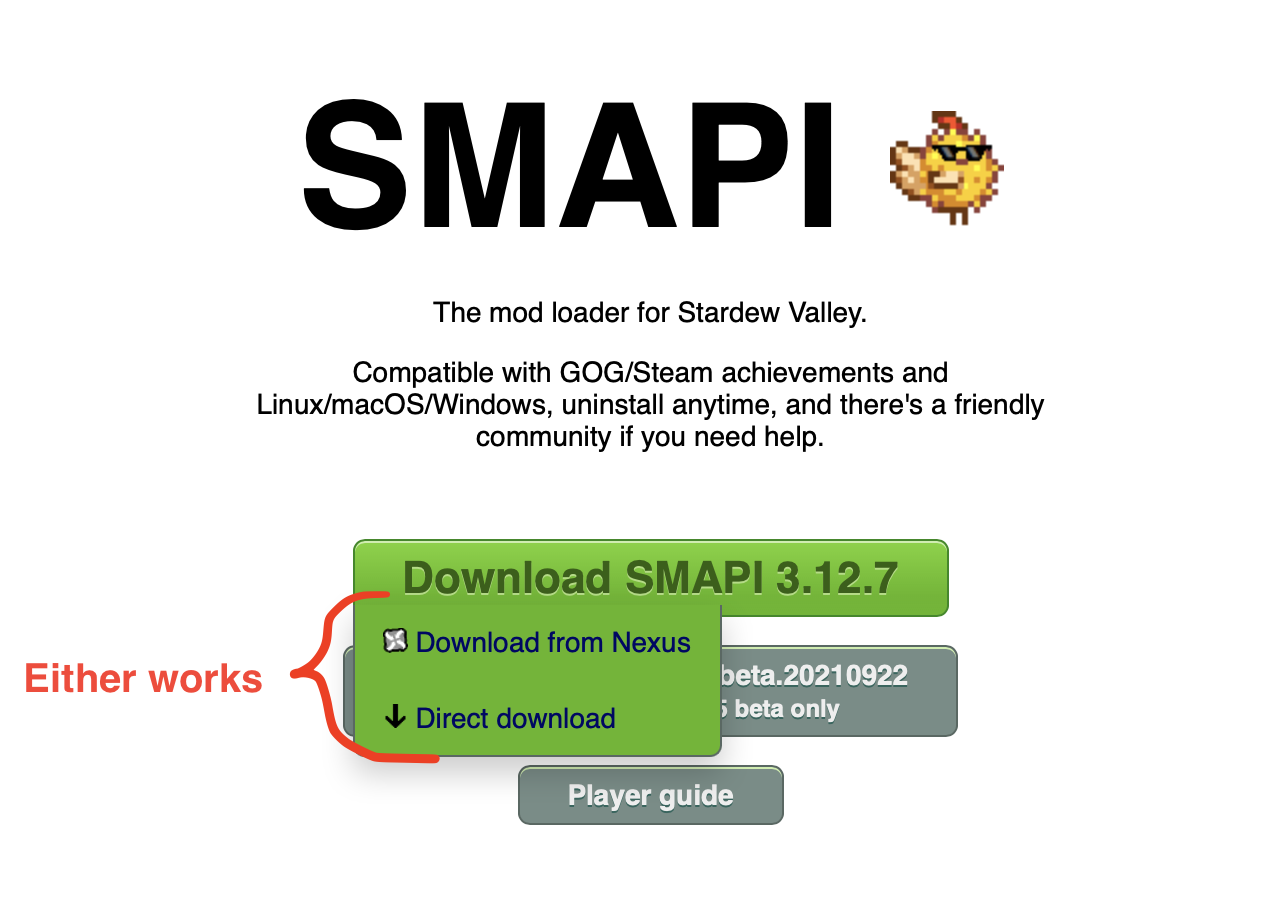 SMAPI
The mod loader for Stardew Valley.
Compatible with GOG/Steam achievements and
Linux/macOS/Windows, uninstall anytime, and there's a friendly
community if you need help.
Download SMAPI 3.12.7
Download from Nexus
Direct download
Either works
beta.20210922
5 beta only
Player guide